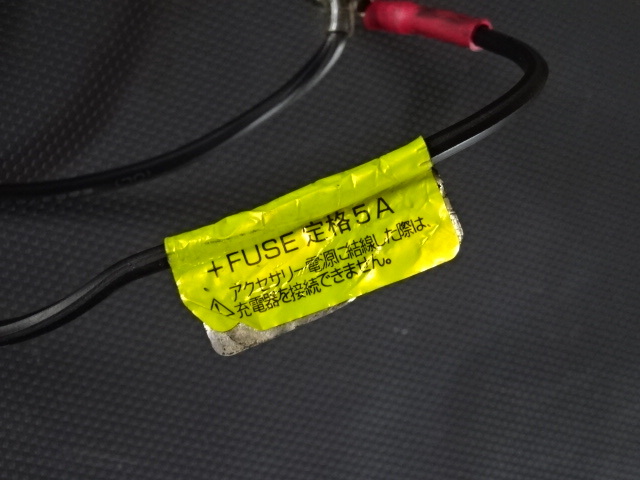 +FUSE 定格5A
アクセサリー電源に結線した際は
⚠充電器を接続できません。